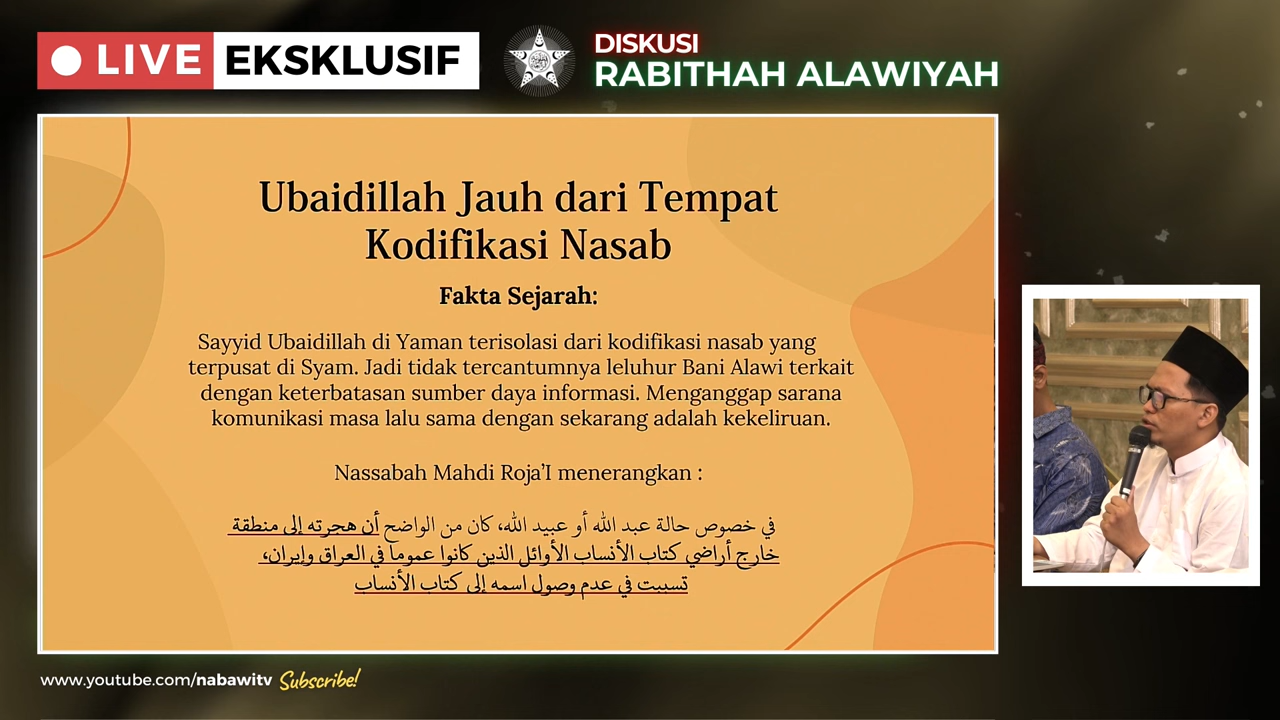 LIVE EKSKLUSIF
DISKUSI
RABITHAH ALAWIYAH
Ubaidillah Jauh dari Tempat
Kodifikasi Nasab
Fakta Sejarah:
Sayyid Ubaidillah di Yaman terisolasi dari kodifikasi nasab yang
terpusat di Syam. Jadi tidak tercantumnya leluhur Bani Alawi terkait
dengan keterbatasan sumber daya informasi. Menganggap sarana
komunikasi masa lalu sama dengan sekarang adalah kekeliruan.
Nassabah Mahdi Roja’I menerangkan :
في خصوص حالة عبد الله أو عبيد الله، كان من الواضح أن هجرته إلى منطقة
خارج أراضي كتاب الأنساب الأوائل الذين كانوا عموما في العراق وإيران،
تسببت في عدم وصول اسمه إلى كتاب الأنساب
www.youtube.com/nabawitv Subscribe!